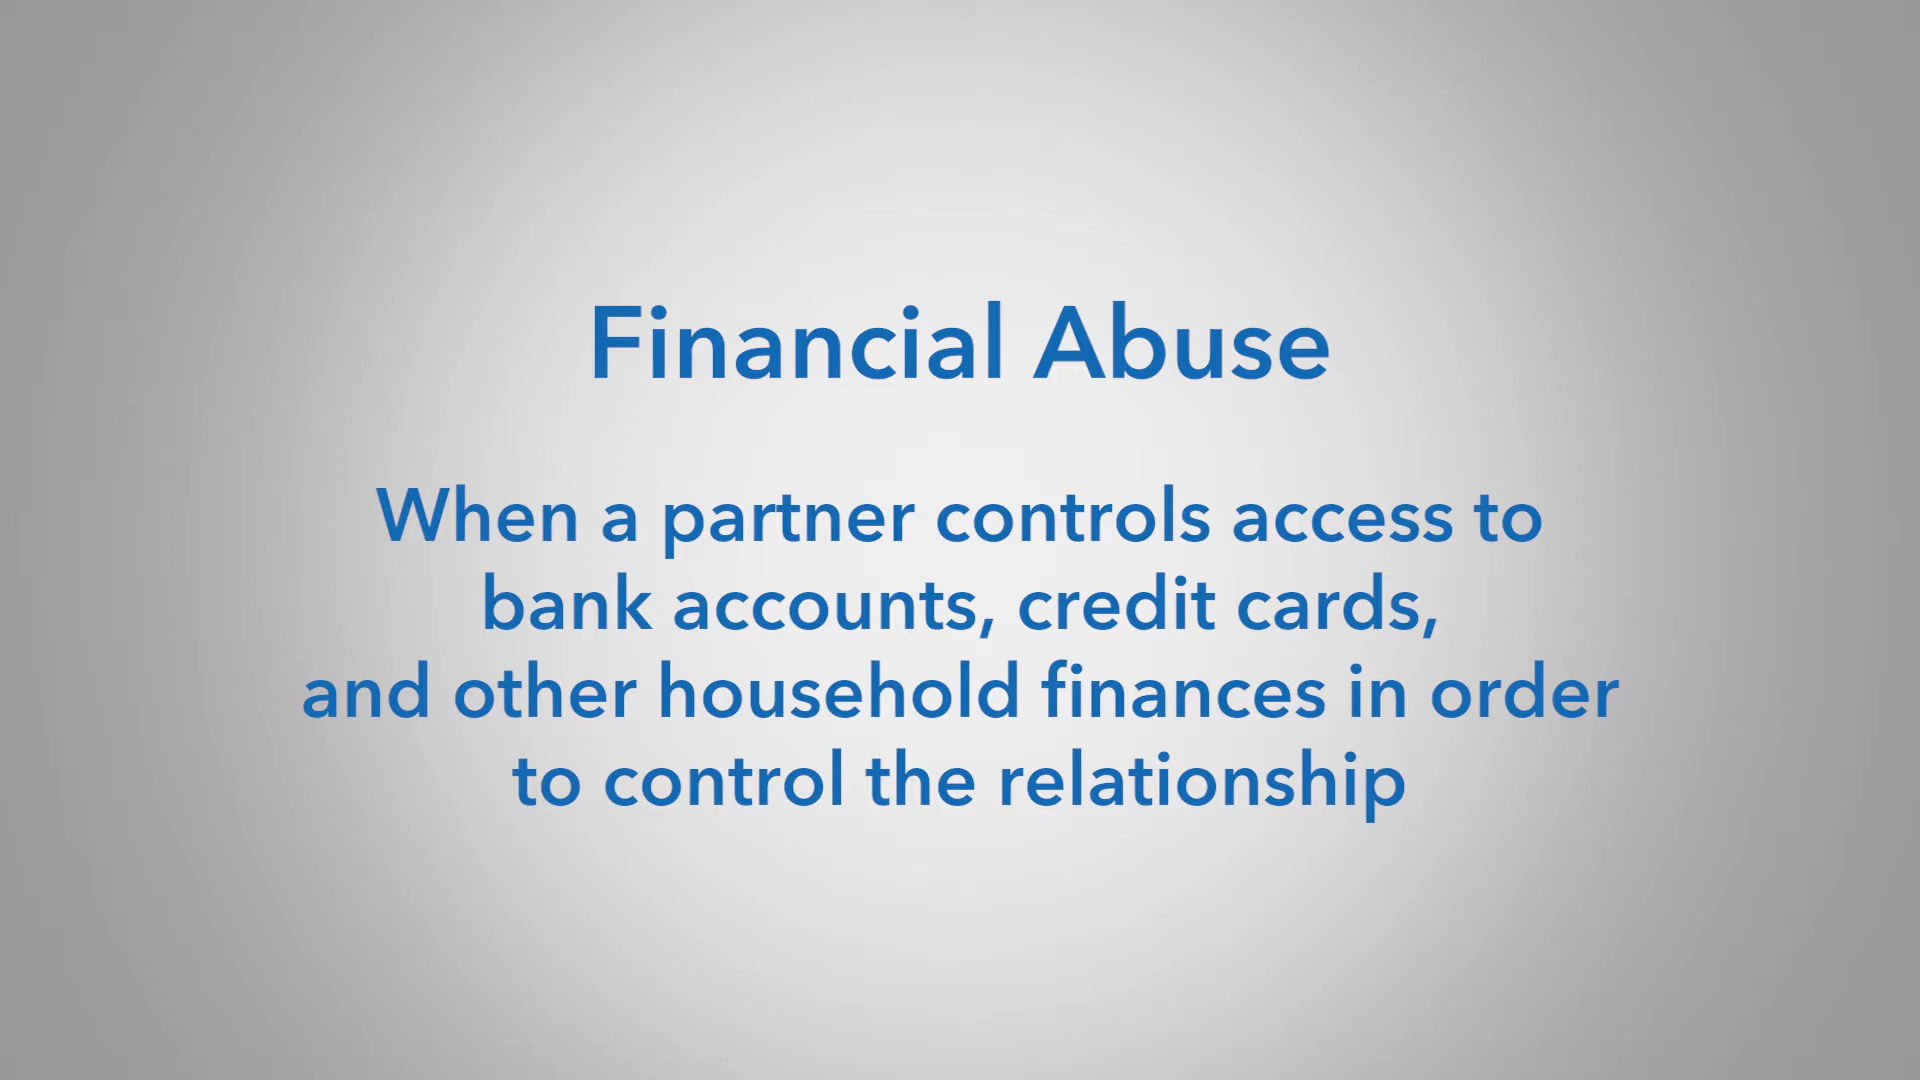 Financial Abuse
When a partner controls access to
bank accounts, credit cards,
and other household finances in order
to control the relationship